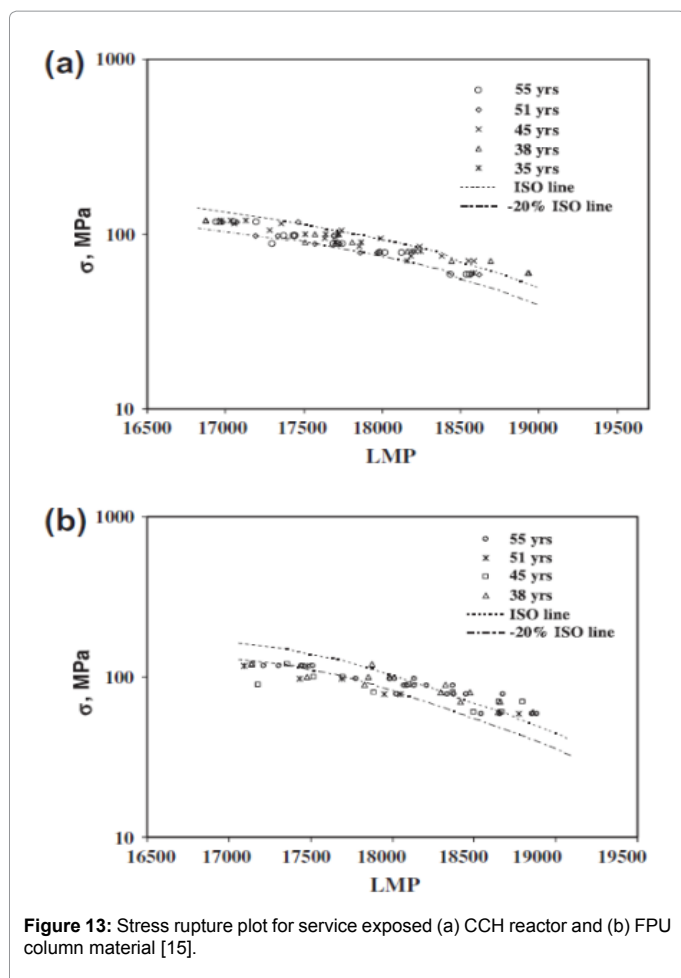 (a)
1000
100
10
σ, MPa
55 yrs
51 yrs
45 yrs
38 yrs
35 yrs
ISO line
-20% ISO line
16500 17000 17500 18000 18500 19000 19500
LMP
(b)
1000
100
10
σ, MPa
55 yrs
51 yrs
45 yrs
38 yrs
ISO line
-20% ISO line
16500 17000 17500 18000 18500 19000 19500
LMP
Figure 13: Stress rupture plot for service exposed (a) CCH reactor and (b) FPU
column material [15].